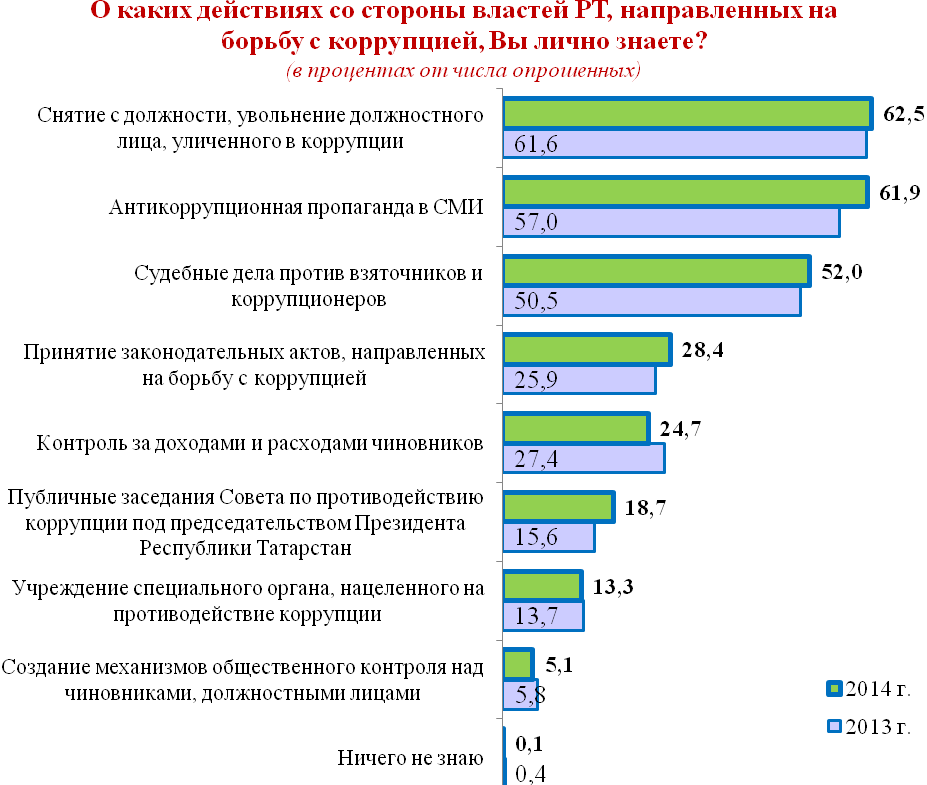 О каких действиях со стороны властей РТ, направленных на
борьбу с коррупцией, Вы лично знаете?
(в процентах от числа опрошенных)
Снятие с должности, увольнение должностного
лица, уличенного в коррупции
62,5
61,6
Антикоррупционная пропаганда в СМИ
61,9
57,0
Судебные дела против взяточников и
коррупционеров
52,0
50,5
Принятие законодательных актов, направленных
на борьбу с коррупцией
28,4
25,9
Контроль за доходами и расходами чиновников
24,7
27,4
Публичные заседания Совета по противодействию
коррупции под председательством Президента
Республики Татарстан
18,7
15,6
Учреждение специального органа, нацеленного на
противодействие коррупции
13,3
13,7
Создание механизмов общественного контроля над
чиновниками, должностными лицами
5,1
5,8
Ничего не знаю
0,1
0,4
2014 г.
2013 г.